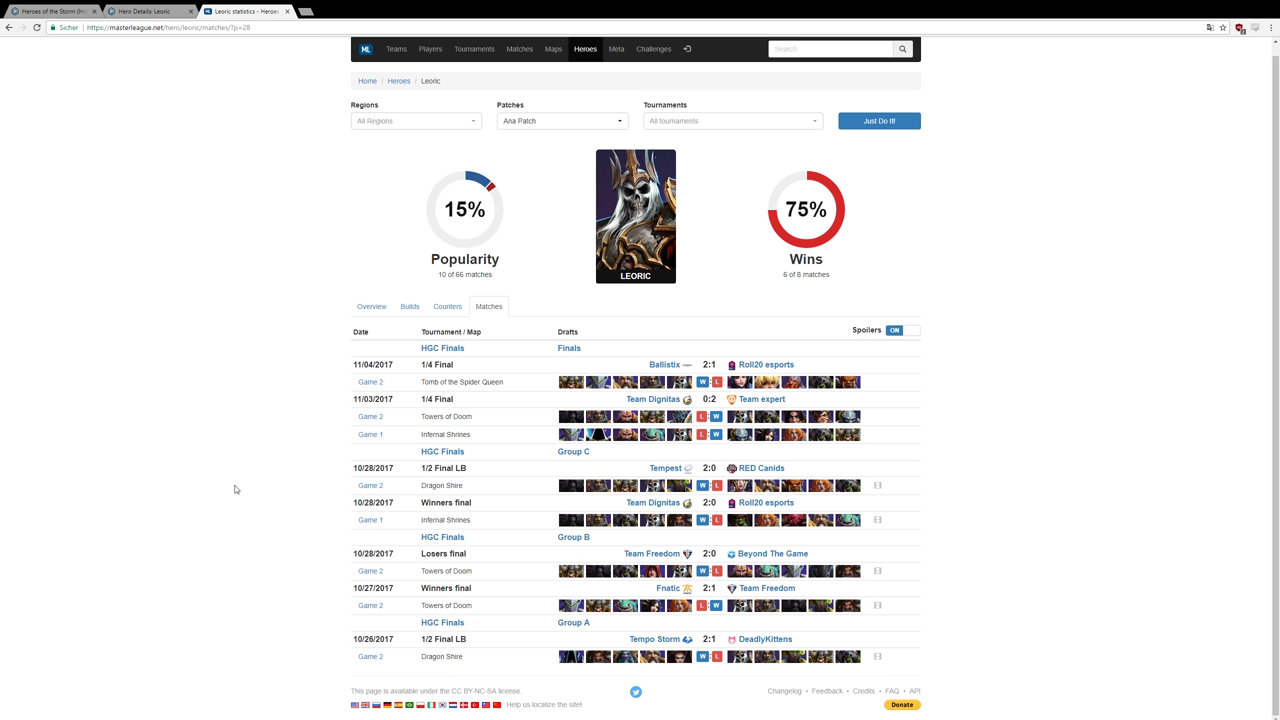 Heroes of the Storm (H
Hero Details: Leoric
Leoric statistics - Heroes
Sicher
https://masterleague.net/hero/leoric/matches/?p=28
ML
Teams
Players
Tournaments
Matches
Maps
Heroes
Meta
Challenges
Search
Home / Heroes / Leoric
Regions
Patches
Tournaments
All Regions
Ana Patch
All tournaments
Just Do It!
15%
Popularity
10 of 66 matches
LEORIC
75%
Wins
6 of 8 matches
Overview
Builds
Counters
Matches
Spoilers ON
Date Tournament / Map Drafts
HGC Finals Finals
11/04/2017 1/4 Final Ballistix 2:1 Roll20 esports
Game 2 Tomb of the Spider Queen W : L
11/03/2017 1/4 Final Team Dignitas 0:2 Team expert
Game 2 Towers of Doom L : W
Game 1 Infernal Shrines L : W
HGC Finals Group C
10/28/2017 1/2 Final LB Tempest 2:0 RED Canids
Game 2 Dragon Shire W : L
10/28/2017 Winners final Team Dignitas 2:0 Roll20 esports
Game 1 Infernal Shrines W : L
HGC Finals Group B
10/28/2017 Losers final Team Freedom 2:0 Beyond The Game
Game 2 Towers of Doom W : L
10/27/2017 Winners final Fnatic 2:1 Team Freedom
Game 2 Towers of Doom L : W
HGC Finals Group A
10/26/2017 1/2 Final LB Tempo Storm 2:1 DeadlyKittens
Game 2 Dragon Shire W : L
This page is available under the CC BY-NC-SA license.
Changelog • Feedback • Credits • FAQ • API
Help us localize the site!
Donate